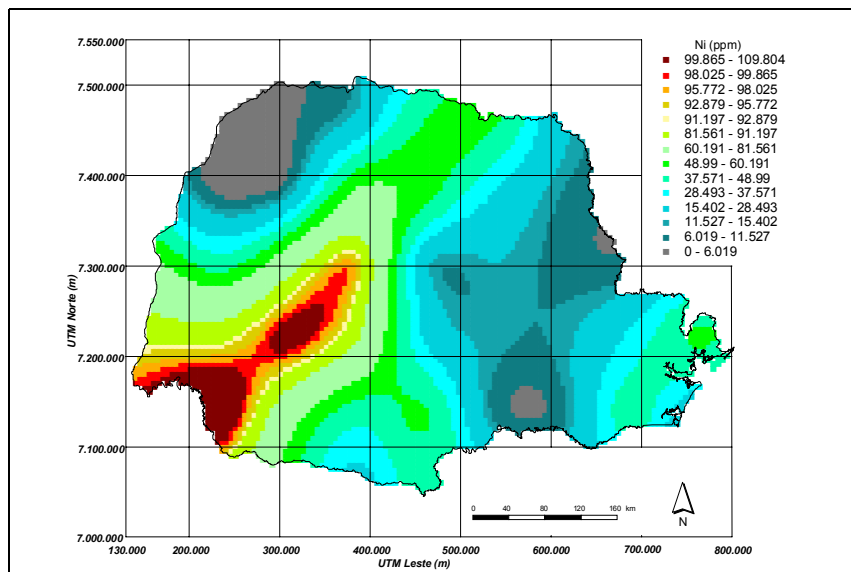 Ni (ppm)
99.865 - 109.804
98.025 - 99.865
95.772 - 98.025
92.879 - 95.772
91.197 - 92.879
81.561 - 91.197
60.191 - 81.561
48.99 - 60.191
37.571 - 48.99
28.493 - 37.571
15.402 - 28.493
11.527 - 15.402
6.019 - 11.527
0 - 6.019
7.550.000
7.500.000
7.400.000
7.300.000
7.200.000
7.100.000
7.000.000
UTM Norte (m)
0 40 80 120 160 km
N
130.000 200.000 300.000 400.000 500.000 600.000 700.000 800.000
UTM Leste (m)